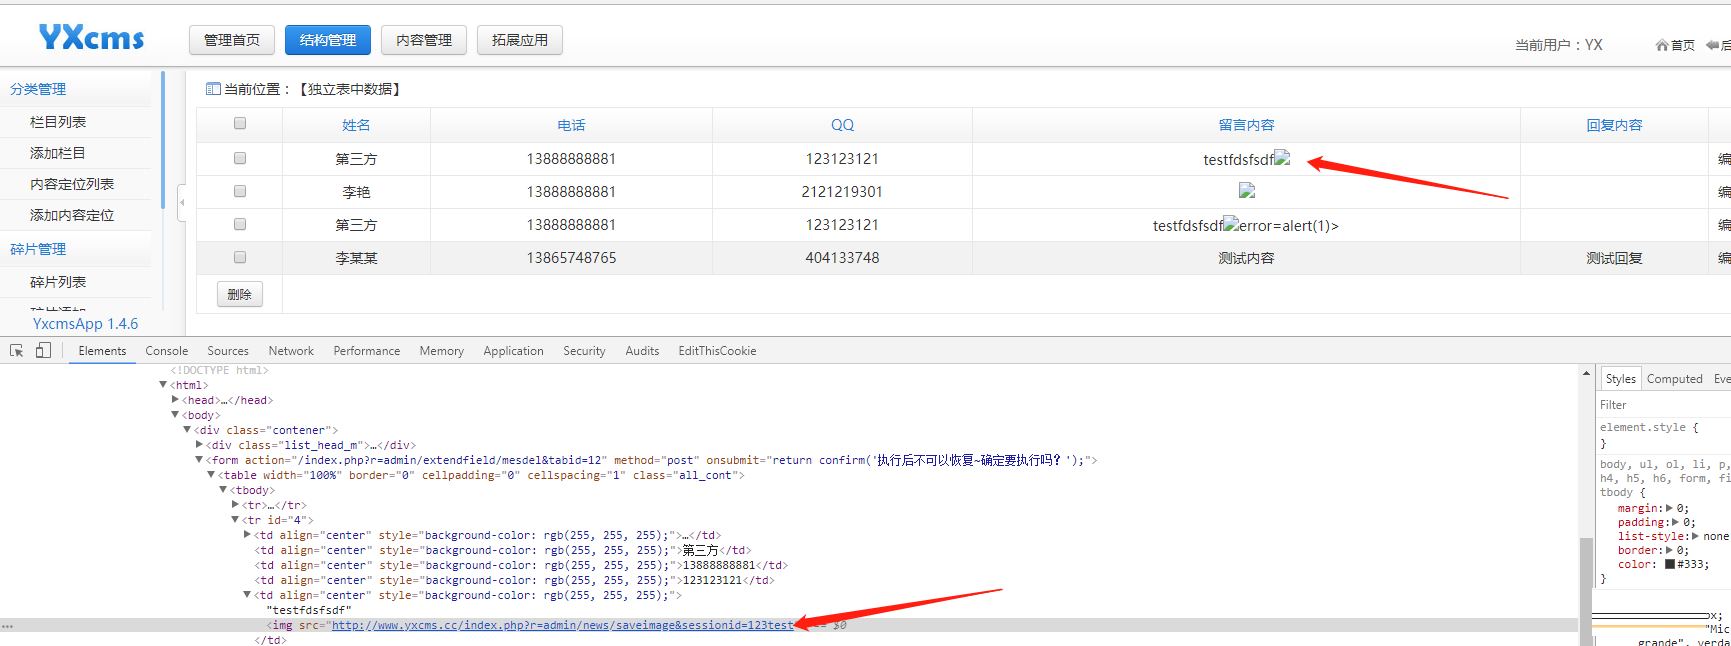 YXcms
管理首页 结构管理 内容管理 拓展应用
当前用户：YX 首页
分类管理
栏目列表
添加栏目
内容定位列表
添加内容定位
碎片管理
碎片列表
YxcmsApp 1.4.6
当前位置：【独立表中数据】
姓名 电话 QQ 留言内容 回复内容
第三方 13888888881 123123121 testfdsfsdf 编
李艳 13888888881 2121219301 编
第三方 13888888881 123123121 testfdsfsdf error=alert(1)> 编
李某某 13865748765 404133748 测试内容 测试回复 编
删除
Elements Console Sources Network Performance Memory Application Security Audits EditThisCookie
<!DOCTYPE html>
<html>
<head>…</head>
<body>
<div class="contener">
<div class="list_head_m">…</div>
<form action="/index.php?r=admin/extendfield/mesdel&tabid=12" method="post" onsubmit="return confirm('执行后不可以恢复~确定要执行吗？');">
<table width="100%" border="0" cellpadding="0" cellspacing="1" class="all_cont">
<tbody>
<tr>…</tr>
<tr id="4">
<td align="center" style="background-color: rgb(255, 255, 255);">…</td>
<td align="center" style="background-color: rgb(255, 255, 255);">第三方</td>
<td align="center" style="background-color: rgb(255, 255, 255);">13888888881</td>
<td align="center" style="background-color: rgb(255, 255, 255);">123123121</td>
<td align="center" style="background-color: rgb(255, 255, 255);">
"testfdsfsdf"
<img src="http://www.yxcms.cc/index.php?r=admin/news/saveimage&sessionid=123test == $0
</td>
Styles Computed Eve
Filter
element.style {
}
body, ul, ol, li, p,
h4, h5, h6, form, fi
tbody {
margin: 0;
padding: 0;
list-style: none
border: 0;
color: #333;
}
"Mic
grande", verda